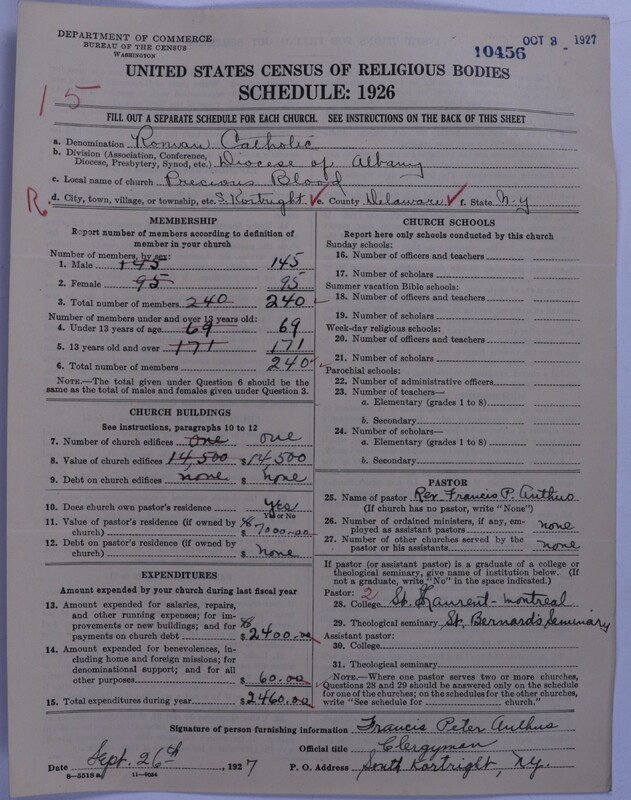 DEPARTMENT OF COMMERCE
BUREAU OF THE CENSUS
WASHINGTON
10456
OCT 3 - 1927
UNITED STATES CENSUS OF RELIGIOUS BODIES
SCHEDULE: 1926
15
FILL OUT A SEPARATE SCHEDULE FOR EACH CHURCH. SEE INSTRUCTIONS ON THE BACK OF THIS SHEET
a. Denomination Roman Catholic
b. Division (Association, Conference, Diocese, Presbytery, Synod, etc.) Diocese of Albany
c. Local name of church Precious Blood
R. d. City, town, village, or township, etc. S. Kortright e. County Delaware f. State N.Y
MEMBERSHIP
Report number of members according to definition of
member in your church
Number of members, by sex:
1. Male 145 145
2. Female 95 95
3. Total number of members 240 240
Number of members under and over 13 years old:
4. Under 13 years of age 69 69
5. 13 years old and over 171 171
6. Total number of members 240
NOTE.—The total given under Question 6 should be the
same as the total of males and females given under Question 3.
CHURCH BUILDINGS
See instructions, paragraphs 10 to 12
7. Number of church edifices one one
8. Value of church edifices 14,500 $14,500
9. Debt on church edifices none $ none
10. Does church own pastor's residence? Yes
Yes or No
11. Value of pastor's residence (if owned by
church) $ 7000.00
12. Debt on pastor's residence (if owned by
church) $ none
EXPENDITURES
Amount expended by your church during last fiscal year
13. Amount expended for salaries, repairs,
and other running expenses; for im-
provements or new buildings; and for
payments on church debt $ 2400.00
14. Amount expended for benevolences, in-
cluding home and foreign missions; for
denominational support; and for all
other purposes $ 60.00
15. Total expenditures during year $ 2460.00
CHURCH SCHOOLS
Report here only schools conducted by this church
Sunday schools:
16. Number of officers and teachers
17. Number of scholars
Summer vacation Bible schools:
18. Number of officers and teachers
19. Number of scholars
Week-day religious schools:
20. Number of officers and teachers
21. Number of scholars
Parochial schools:
22. Number of administrative officers
23. Number of teachers—
a. Elementary (grades 1 to 8)
b. Secondary
24. Number of scholars—
a. Elementary (grades 1 to 8)
b. Secondary
PASTOR
25. Name of pastor Rev. Francis P. Anthus
(If church has no pastor, write "None")
26. Number of ordained ministers, if any, em-
ployed as assistant pastors none
27. Number of other churches served by the
pastor or his assistants none
If pastor (or assistant pastor) is a graduate of a college or
theological seminary, give name of institution below. (If
not a graduate, write "No" in the space indicated.)
Pastor: 2
28. College St. Laurent - Montreal
29. Theological seminary St. Bernards Seminary
Assistant pastor:
30. College
31. Theological seminary
NOTE.—Where one pastor serves two or more churches,
Questions 28 and 29 should be answered only on the schedule
for one of the churches; on the schedules for the other churches,
write "See schedule for church."
Signature of person furnishing information Francis Peter Anthus
Official title Clergyman
Date Sept. 26th, 1927 P. O. Address South Kortright, N.Y.
8—5518a 11—9084